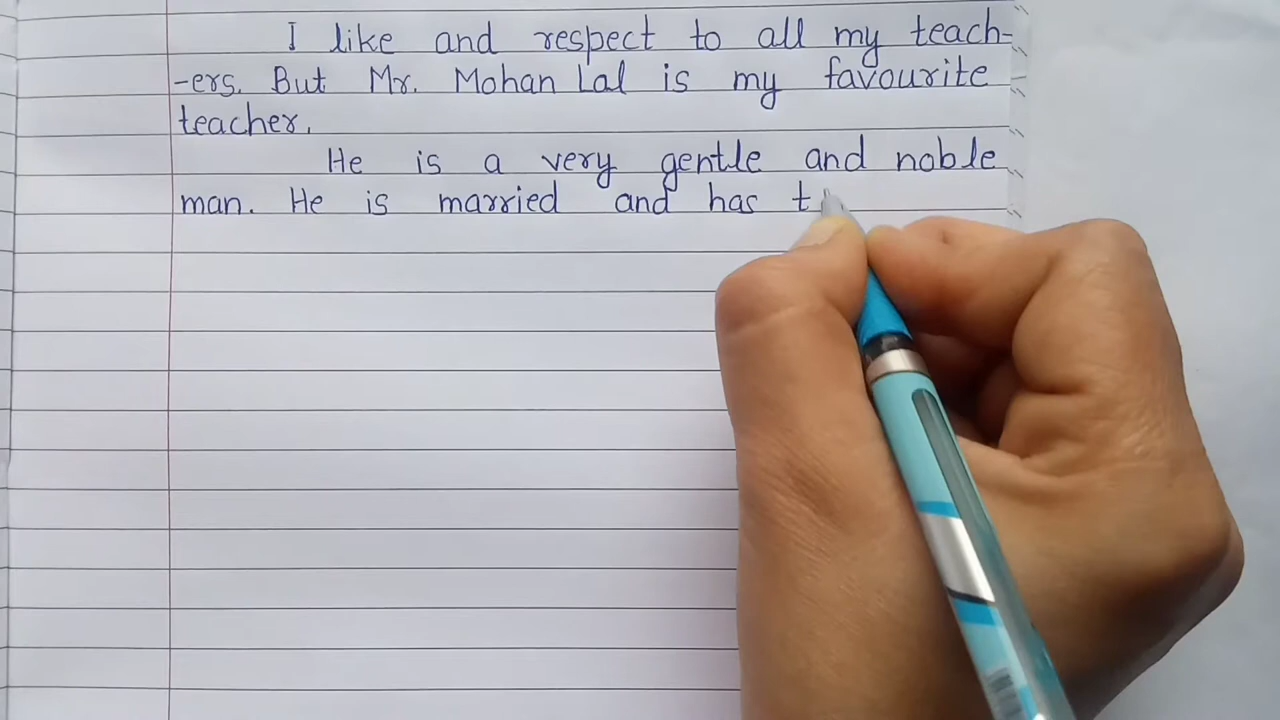 I like and respect to all my teach-
-ers. But Mr. Mohan Lal is my favourite
teacher.
He is a very gentle and noble
man. He is married and has t